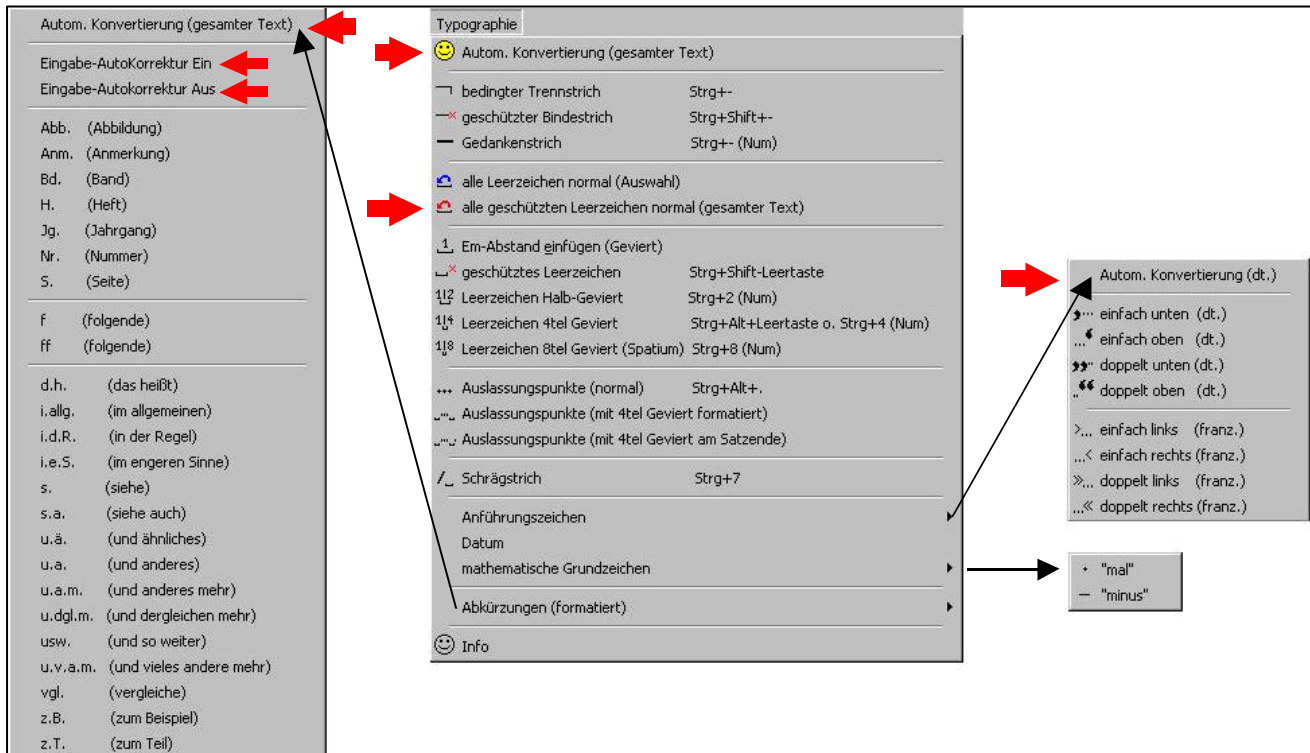 Autom. Konvertierung (gesamter Text)
Eingabe-AutoKorrektur Ein
Eingabe-Autokorrektur Aus
Abb. (Abbildung)
Anm. (Anmerkung)
Bd. (Band)
H. (Heft)
Jg. (Jahrgang)
Nr. (Nummer)
S. (Seite)
f (folgende)
ff (folgende)
d.h. (das heißt)
i.allg. (im allgemeinen)
i.d.R. (in der Regel)
i.e.S. (im engeren Sinne)
s. (siehe)
s.a. (siehe auch)
u.ä. (und ähnliches)
u.a. (und anderes)
u.a.m. (und anderes mehr)
u.dgl.m. (und dergleichen mehr)
usw. (und so weiter)
u.v.a.m. (und vieles andere mehr)
vgl. (vergleiche)
z.B. (zum Beispiel)
z.T. (zum Teil)
Typographie
Autom. Konvertierung (gesamter Text)
bedingter Trennstrich Strg+-
geschützter Bindestrich Strg+Shift+-
Gedankenstrich Strg+- (Num)
alle Leerzeichen normal (Auswahl)
alle geschützten Leerzeichen normal (gesamter Text)
1 Em-Abstand einfügen (Geviert)
geschütztes Leerzeichen Strg+Shift-Leertaste
1|2 Leerzeichen Halb-Geviert Strg+2 (Num)
1|4 Leerzeichen 4tel Geviert Strg+Alt+Leertaste o. Strg+4 (Num)
1|8 Leerzeichen 8tel Geviert (Spatium) Strg+8 (Num)
... Auslassungspunkte (normal) Strg+Alt+.
... Auslassungspunkte (mit 4tel Geviert formatiert)
... Auslassungspunkte (mit 4tel Geviert am Satzende)
/ Schrägstrich Strg+7
Anführungszeichen
Datum
mathematische Grundzeichen
Abkürzungen (formatiert)
Info
Autom. Konvertierung (dt.)
‚... einfach unten (dt.)
...‘ einfach oben (dt.)
„... doppelt unten (dt.)
...“ doppelt oben (dt.)
>... einfach links (franz.)
...< einfach rechts (franz.)
»... doppelt links (franz.)
...« doppelt rechts (franz.)
· "mal"
− "minus"